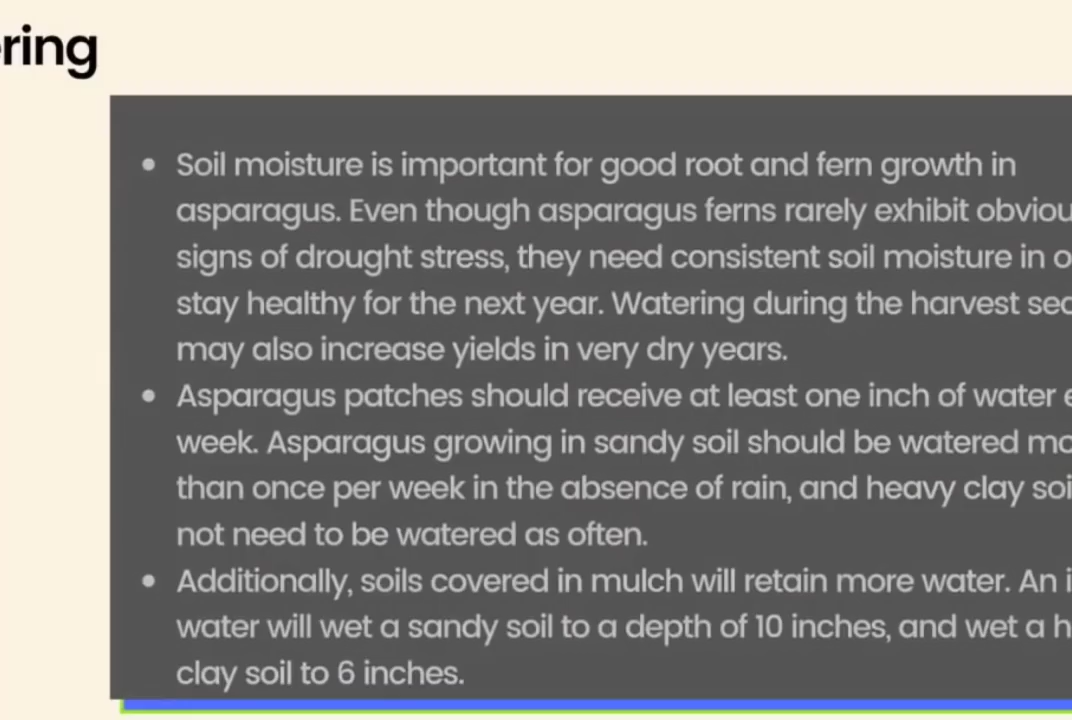 ring
Soil moisture is important for good root and fern growth in
asparagus. Even though asparagus ferns rarely exhibit
signs of drought stress, they need consistent soil moisture in
stay healthy for the next year. Watering during the harvest
may also increase yields in very dry years.
Asparagus patches should receive at least one inch of water
week. Asparagus growing in sandy soil should be watered
than once per week in the absence of rain, and heavy clay
not need to be watered as often.
Additionally, soils covered in mulch will retain more water. An
water will wet a sandy soil to a depth of 10 inches, and wet a
clay soil to 6 inches.